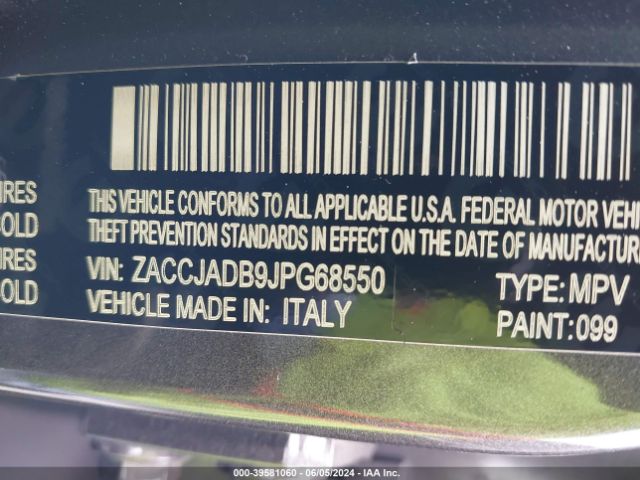 THIS VEHICLE CONFORMS TO ALL APPLICABLE U.S.A. FEDERAL MOTOR VEHI
THEFT PREVENTION STANDARDS IN EFFECT ON THE DATE OF MANUFACTUR
IRES
COLD
IRES
COLD
VIN: ZACCJADB9JPG68550
TYPE: MPV
VEHICLE MADE IN: ITALY
PAINT: 099
000-39581060 - 06/05/2024 - IAA Inc.